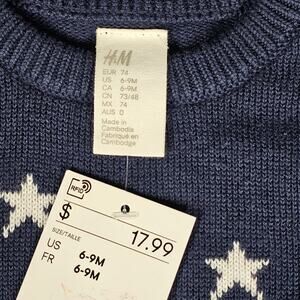 H&M
EUR 74
US 6-9M
CA 6-9M
CN 73/48
MX 74
AUS 0
Made in
Cambodia
Fabriqué en
Cambodge
RFID
$ 17.99
SIZE/TAILLE
US 6-9M
FR 6-9M